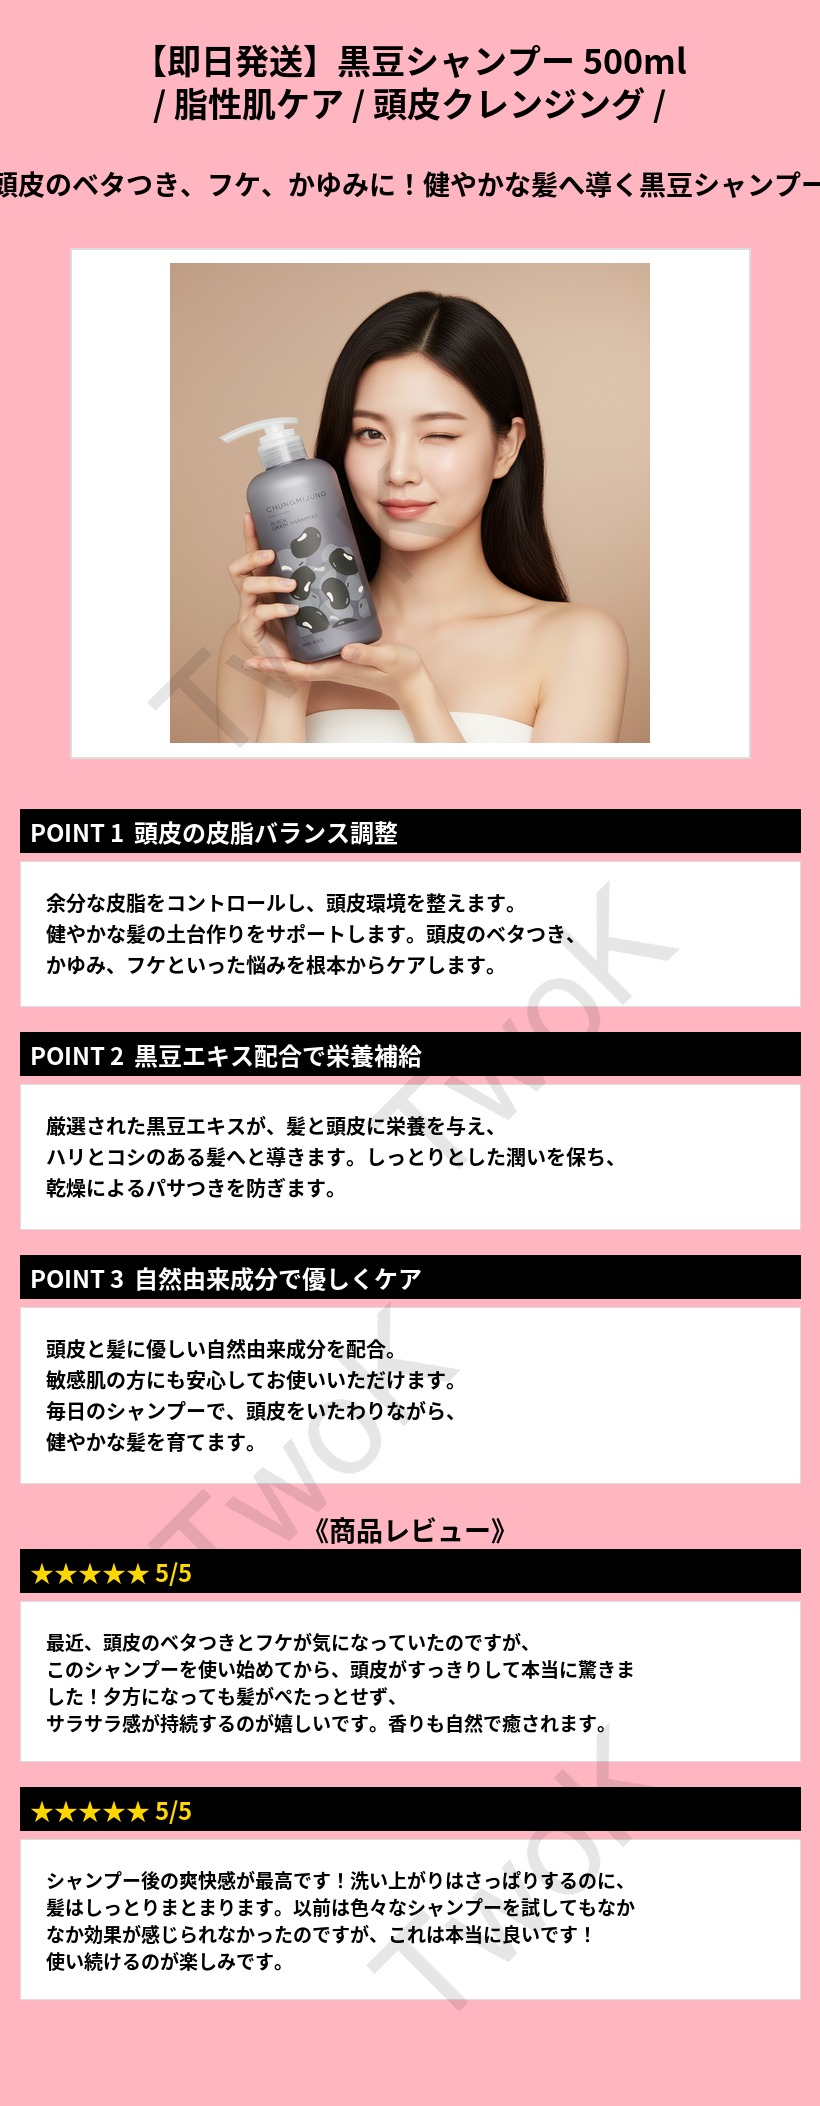 【即日発送】黒豆シャンプー 500ml
/ 脂性肌ケア / 頭皮クレンジング /
頭皮のベタつき、フケ、かゆみに！健やかな髪へ導く黒豆シャンプー
CHUNGMIJUNG
BLACK
GRAIN SHAMPOO
POINT 1 頭皮の皮脂バランス調整
余分な皮脂をコントロールし、頭皮環境を整えます。
健やかな髪の土台作りをサポートします。頭皮のベタつき、
かゆみ、フケといった悩みを根本からケアします。
POINT 2 黒豆エキス配合で栄養補給
厳選された黒豆エキスが、髪と頭皮に栄養を与え、
ハリとコシのある髪へと導きます。しっとりとした潤いを保ち、
乾燥によるパサつきを防ぎます。
POINT 3 自然由来成分で優しくケア
頭皮と髪に優しい自然由来成分を配合。
敏感肌の方にも安心してお使いいただけます。
毎日のシャンプーで、頭皮をいたわりながら、
健やかな髪を育てます。
《商品レビュー》
★★★★★ 5/5
最近、頭皮のベタつきとフケが気になっていたのですが、
このシャンプーを使い始めてから、頭皮がすっきりして本当に驚きま
した！夕方になっても髪がぺたっとせず、
サラサラ感が持続するのが嬉しいです。香りも自然で癒されます。
★★★★★ 5/5
シャンプー後の爽快感が最高です！洗い上がりはさっぱりするのに、
髪はしっとりまとまります。以前は色々なシャンプーを試してもなか
なか効果が感じられなかったのですが、これは本当に良いです！
使い続けるのが楽しみです。
TwoK
TwoK
TwoK
TwoK